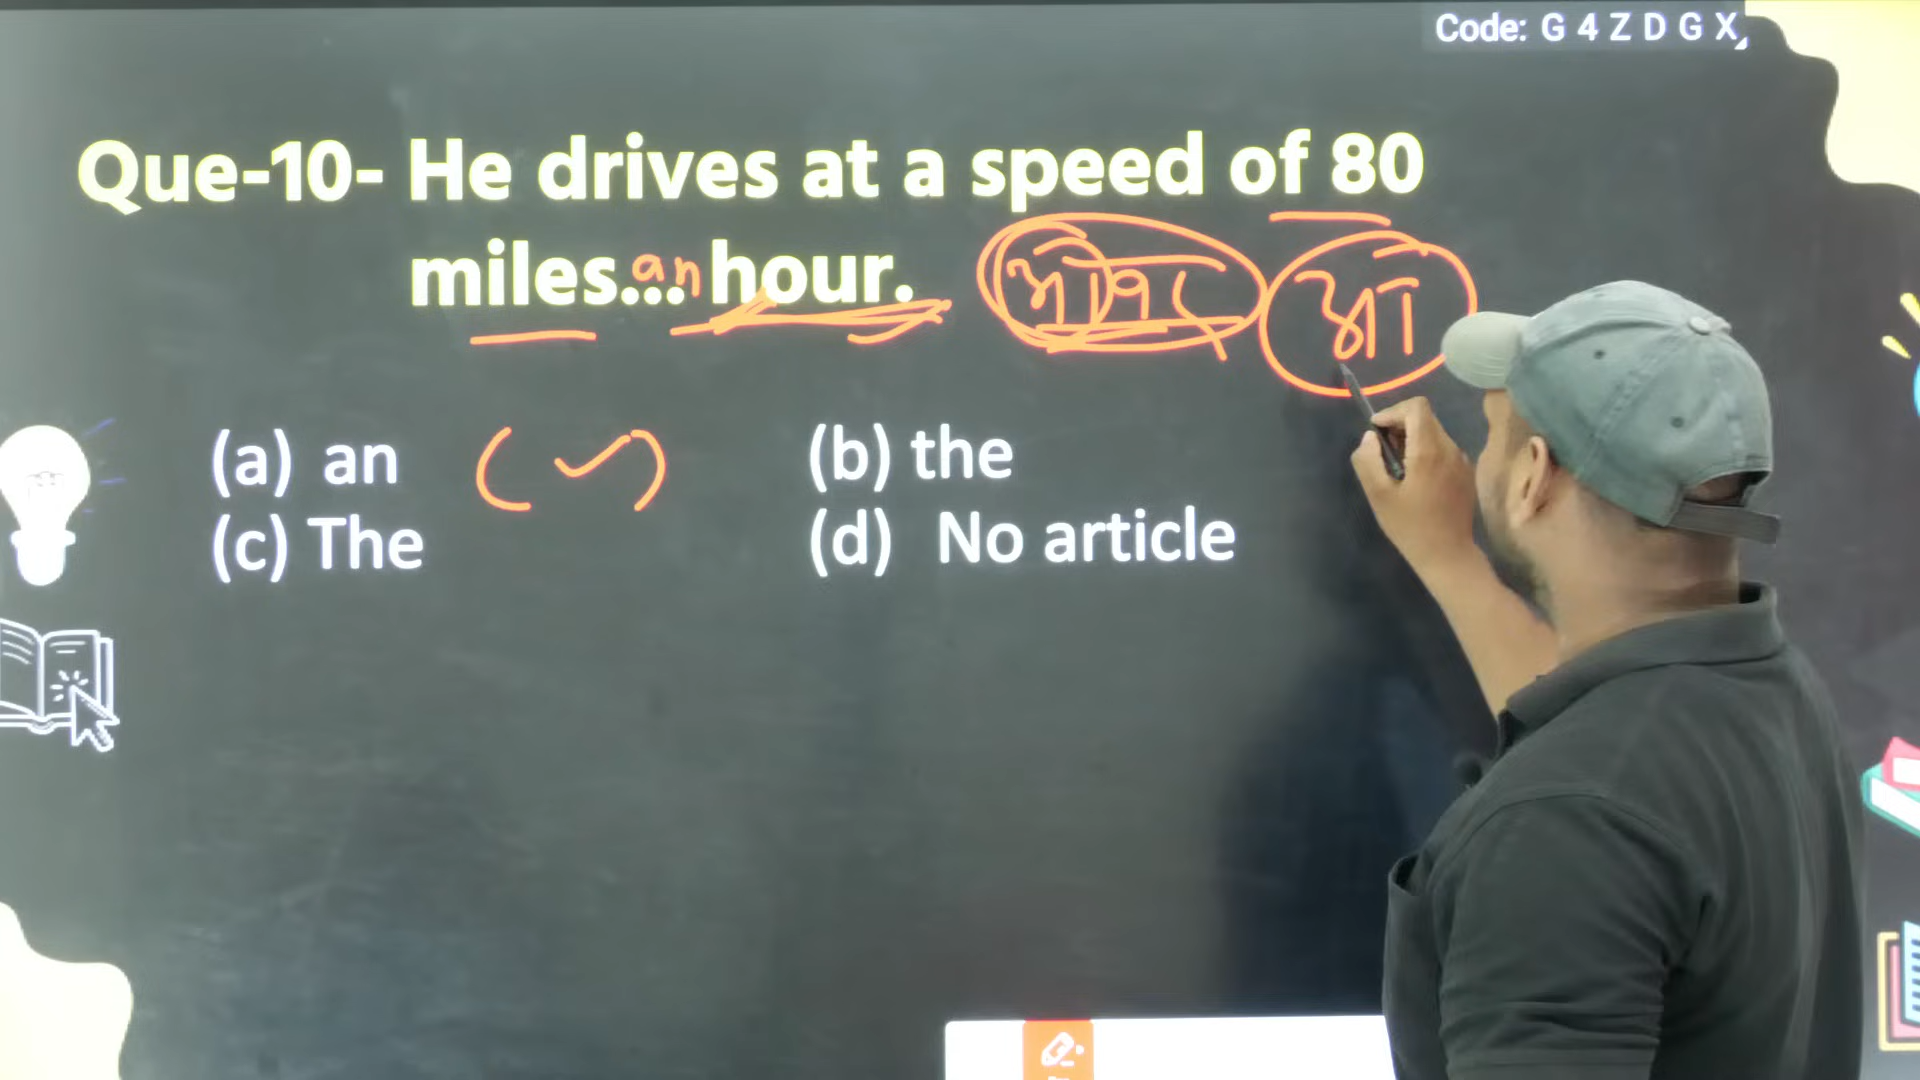 Code: G 4 Z D G X
Que-10- He drives at a speed of 80
miles...an hour.
(a) an
(b) the
(c) The
(d) No article